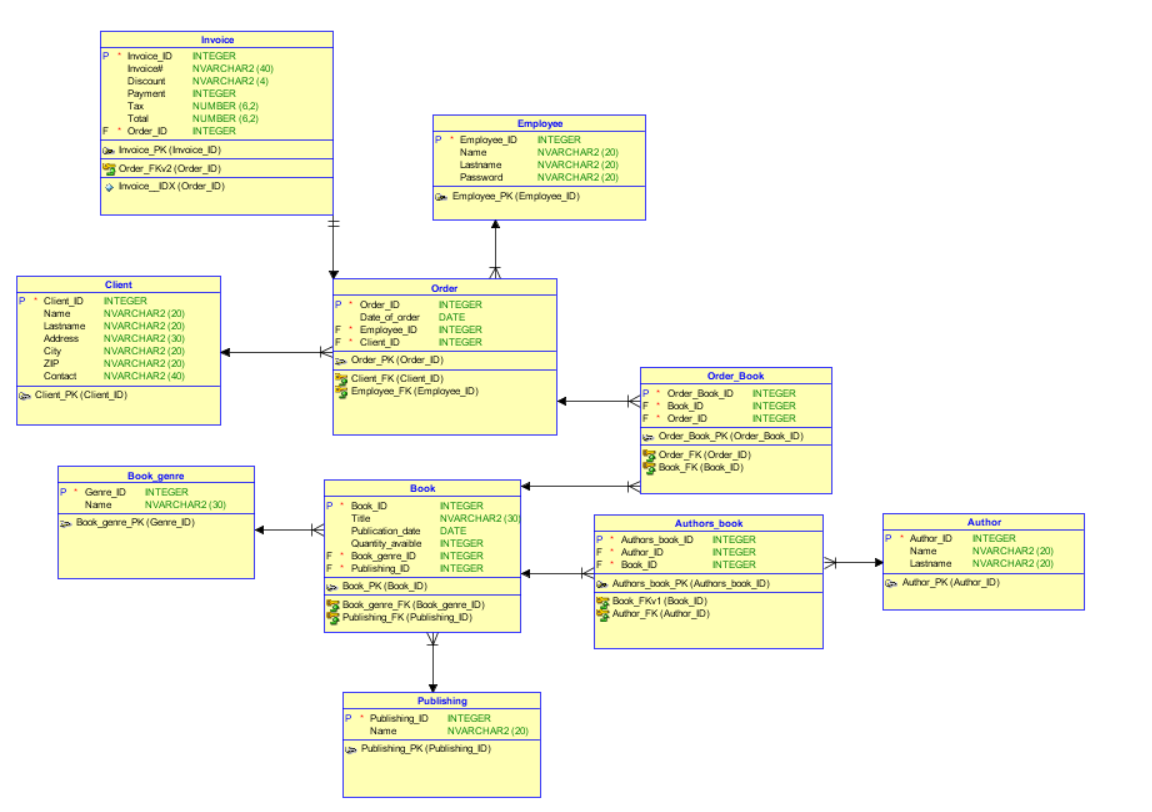 Invoice
P * Invoice_ID INTEGER
Invoice# NVARCHAR2 (40)
Discount NVARCHAR2 (4)
Payment INTEGER
Tax NUMBER (6,2)
Total NUMBER (6,2)
F * Order_ID INTEGER
Invoice_PK (Invoice_ID)
Order_FKv2 (Order_ID)
Invoice__IDX (Order_ID)
Employee
P * Employee_ID INTEGER
Name NVARCHAR2 (20)
Lastname NVARCHAR2 (20)
Password NVARCHAR2 (20)
Employee_PK (Employee_ID)
Client
P * Client_ID INTEGER
Name NVARCHAR2 (20)
Lastname NVARCHAR2 (20)
Address NVARCHAR2 (30)
City NVARCHAR2 (20)
ZIP NVARCHAR2 (20)
Contact NVARCHAR2 (40)
Client_PK (Client_ID)
Order
P * Order_ID INTEGER
Date_of_order DATE
F * Employee_ID INTEGER
F * Client_ID INTEGER
Order_PK (Order_ID)
Client_FK (Client_ID)
Employee_FK (Employee_ID)
Order_Book
P * Order_Book_ID INTEGER
F * Book_ID INTEGER
F * Order_ID INTEGER
Order_Book_PK (Order_Book_ID)
Order_FK (Order_ID)
Book_FK (Book_ID)
Book_genre
P * Genre_ID INTEGER
Name NVARCHAR2 (30)
Book_genre_PK (Genre_ID)
Book
P * Book_ID INTEGER
Title NVARCHAR2 (30)
Publication_date DATE
Quantity_avaible INTEGER
F * Book_genre_ID INTEGER
F * Publishing_ID INTEGER
Book_PK (Book_ID)
Book_genre_FK (Book_genre_ID)
Publishing_FK (Publishing_ID)
Authors_book
P * Authors_book_ID INTEGER
F * Author_ID INTEGER
F * Book_ID INTEGER
Authors_book_PK (Authors_book_ID)
Book_FKv1 (Book_ID)
Author_FK (Author_ID)
Author
P * Author_ID INTEGER
Name NVARCHAR2 (20)
Lastname NVARCHAR2 (20)
Author_PK (Author_ID)
Publishing
P * Publishing_ID INTEGER
Name NVARCHAR2 (20)
Publishing_PK (Publishing_ID)